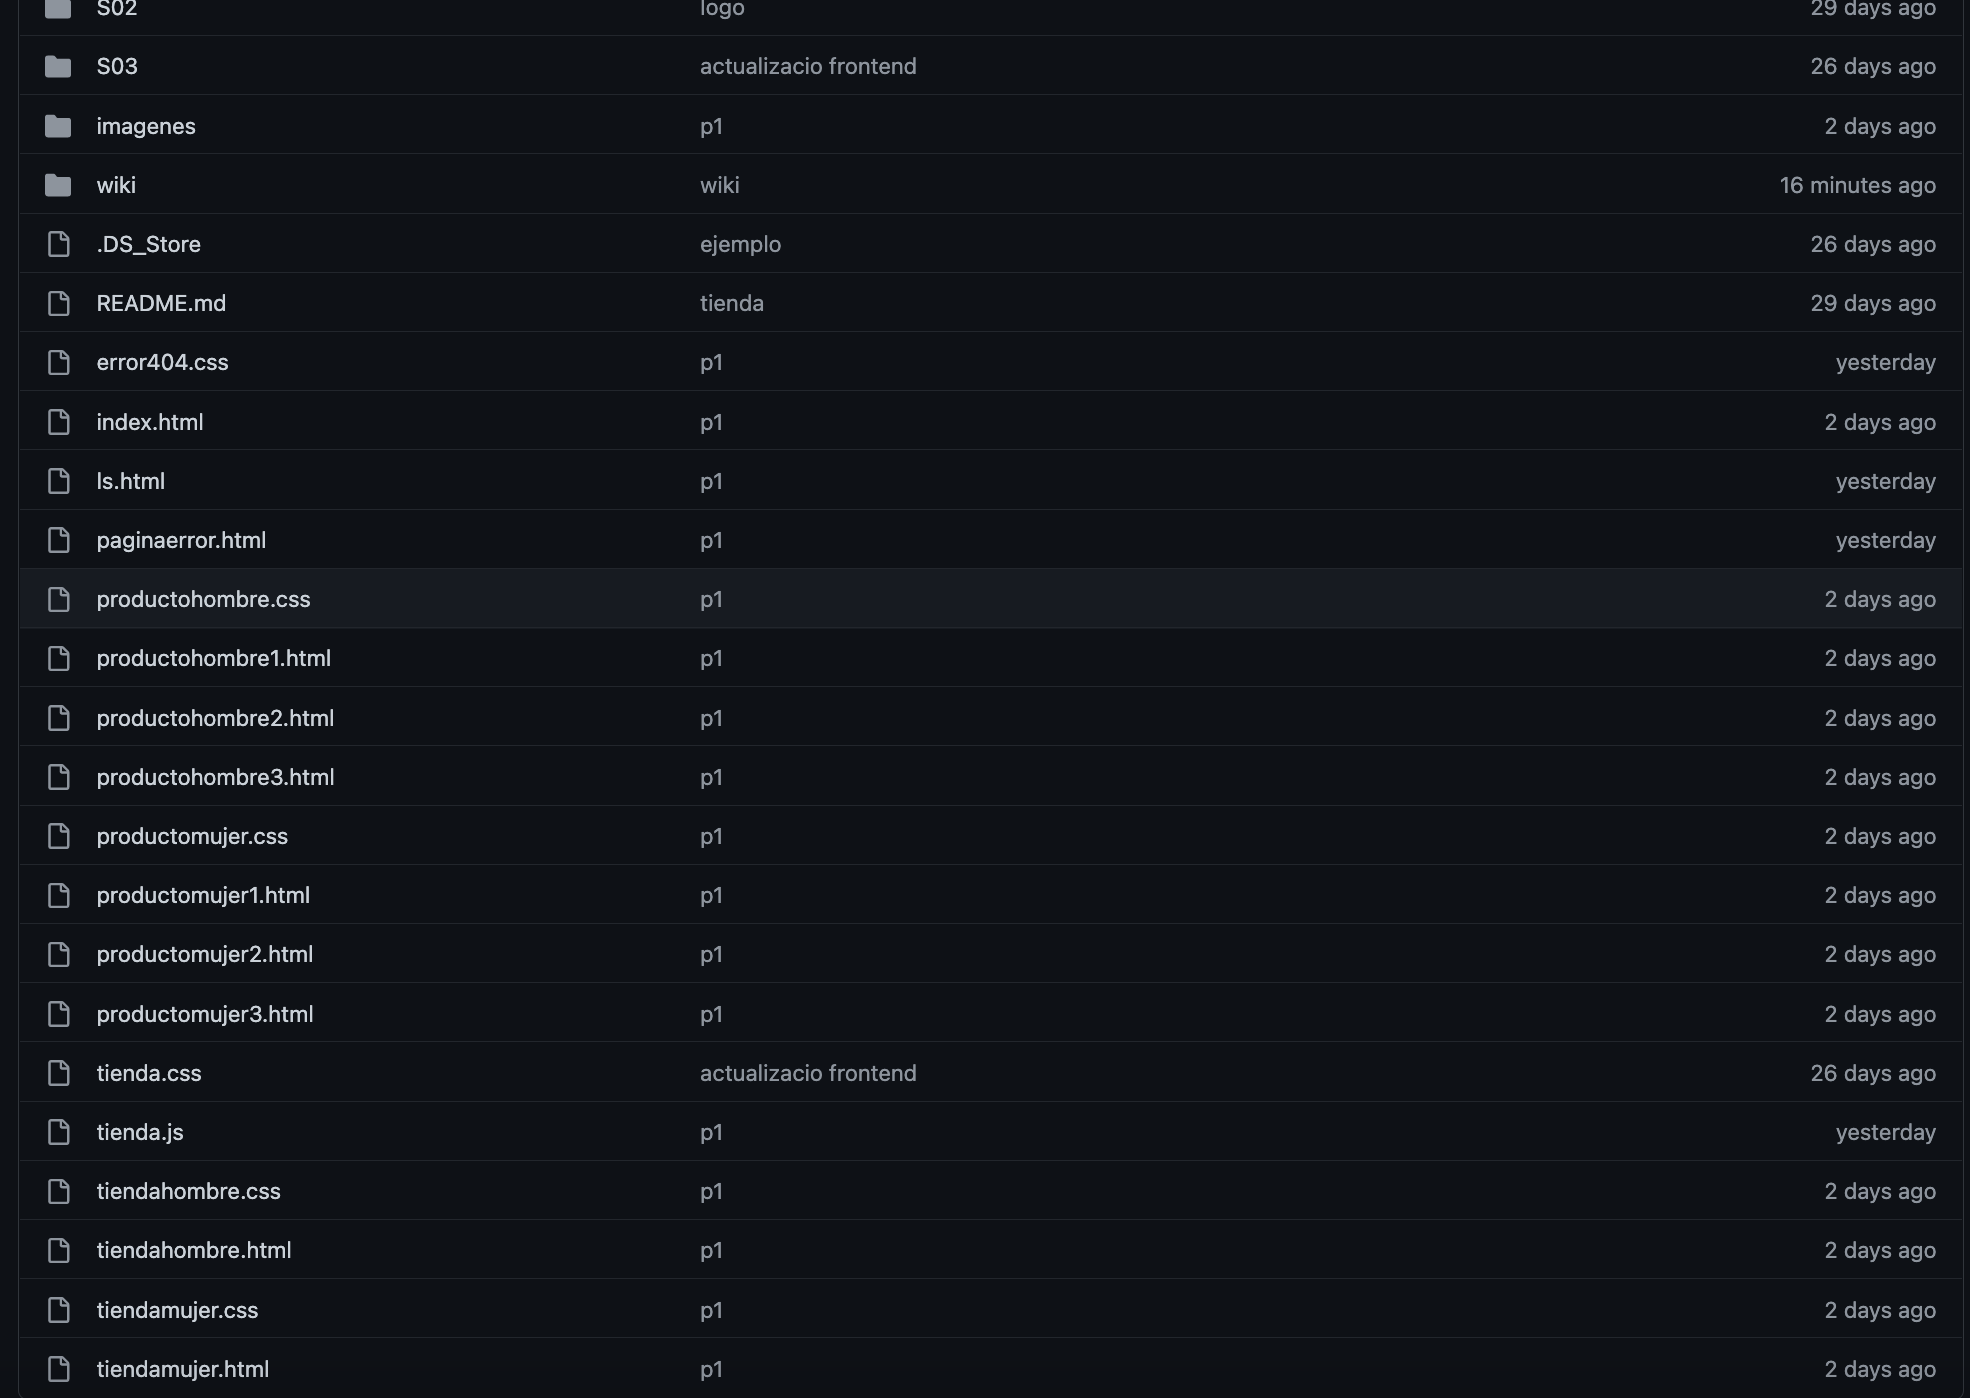 S02 logo 29 days ago
S03 actualizacio frontend 26 days ago
imagenes p1 2 days ago
wiki wiki 16 minutes ago
.DS_Store ejemplo 26 days ago
README.md tienda 29 days ago
error404.css p1 yesterday
index.html p1 2 days ago
ls.html p1 yesterday
paginaerror.html p1 yesterday
productohombre.css p1 2 days ago
productohombre1.html p1 2 days ago
productohombre2.html p1 2 days ago
productohombre3.html p1 2 days ago
productomujer.css p1 2 days ago
productomujer1.html p1 2 days ago
productomujer2.html p1 2 days ago
productomujer3.html p1 2 days ago
tienda.css actualizacio frontend 26 days ago
tienda.js p1 yesterday
tiendahombre.css p1 2 days ago
tiendahombre.html p1 2 days ago
tiendamujer.css p1 2 days ago
tiendamujer.html p1 2 days ago